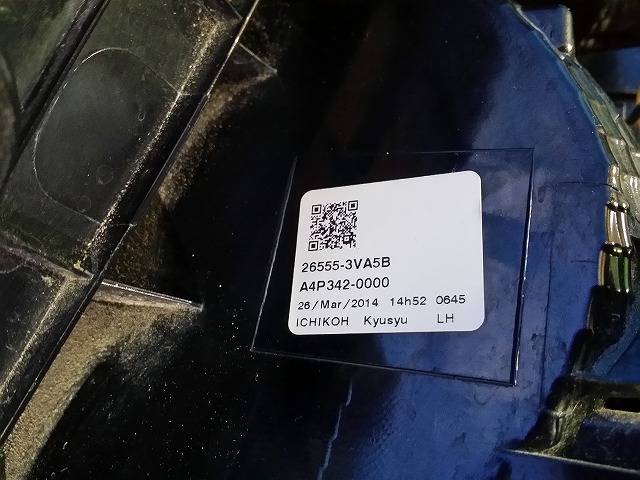 26555-3VA5B
A4P342-0000
26/Mar/2014 14h52 0645
ICHIKOH Kyusyu LH